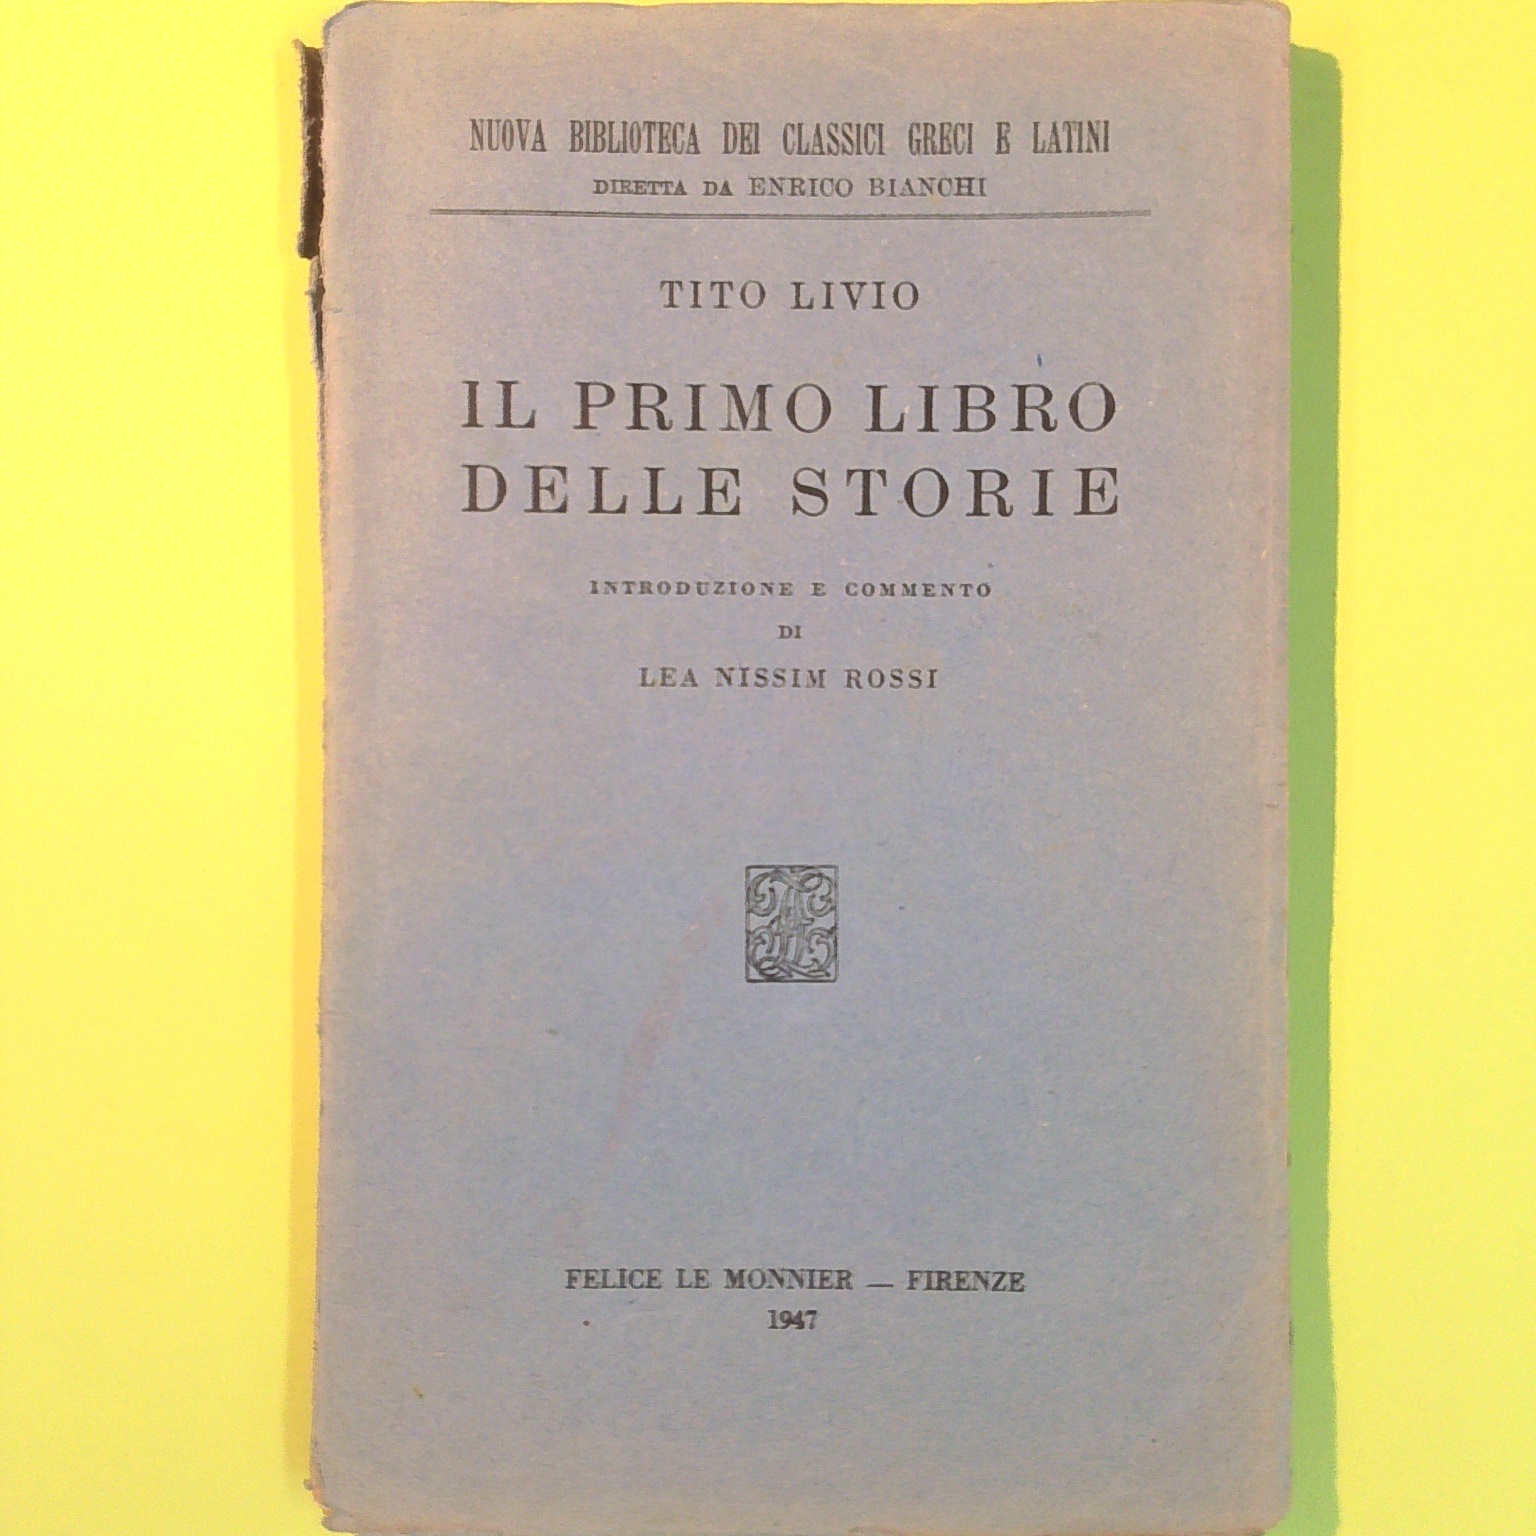 NUOVA BIBLIOTECA DEI CLASSICI GRECI E LATINI
DIRETTA DA ENRICO BIANCHI
TITO LIVIO
IL PRIMO LIBRO
DELLE STORIE
INTRODUZIONE E COMMENTO
DI
LEA NISSIM ROSSI
FELICE LE MONNIER — FIRENZE
1947